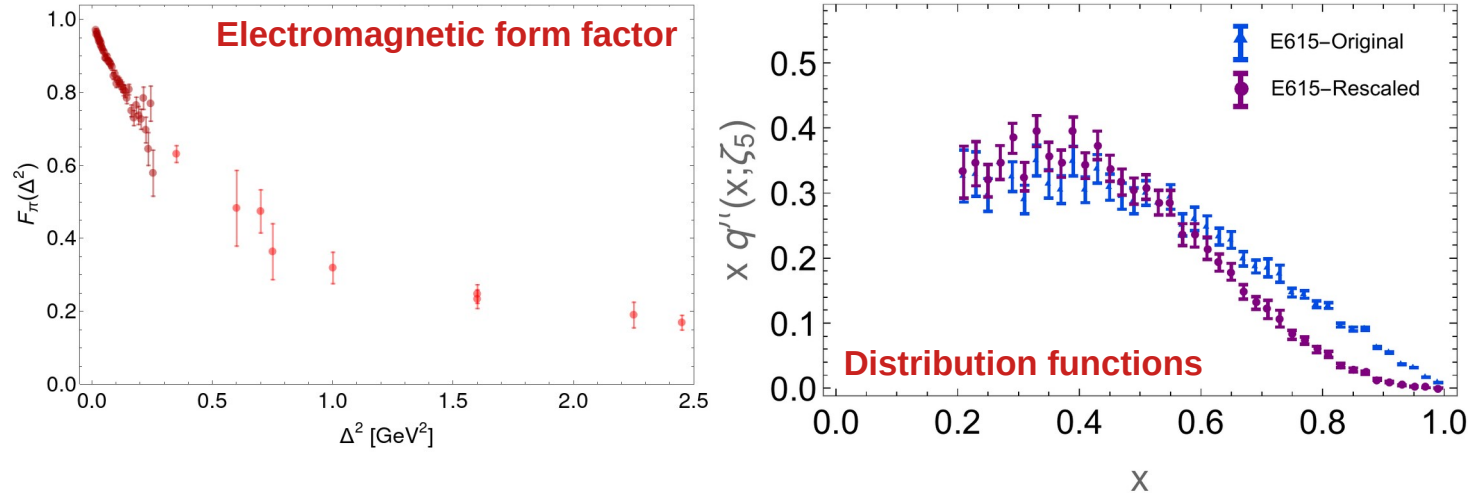 Electromagnetic form factor
F_π(Δ²)
1.0
0.8
0.6
0.4
0.2
0.0
0.0 0.5 1.0 1.5 2.0 2.5
Δ² [GeV²]
E615–Original
E615–Rescaled
x q^π(x;ζ₅)
0.5
0.4
0.3
0.2
0.1
0.0
Distribution functions
0.0 0.2 0.4 0.6 0.8 1.0
x